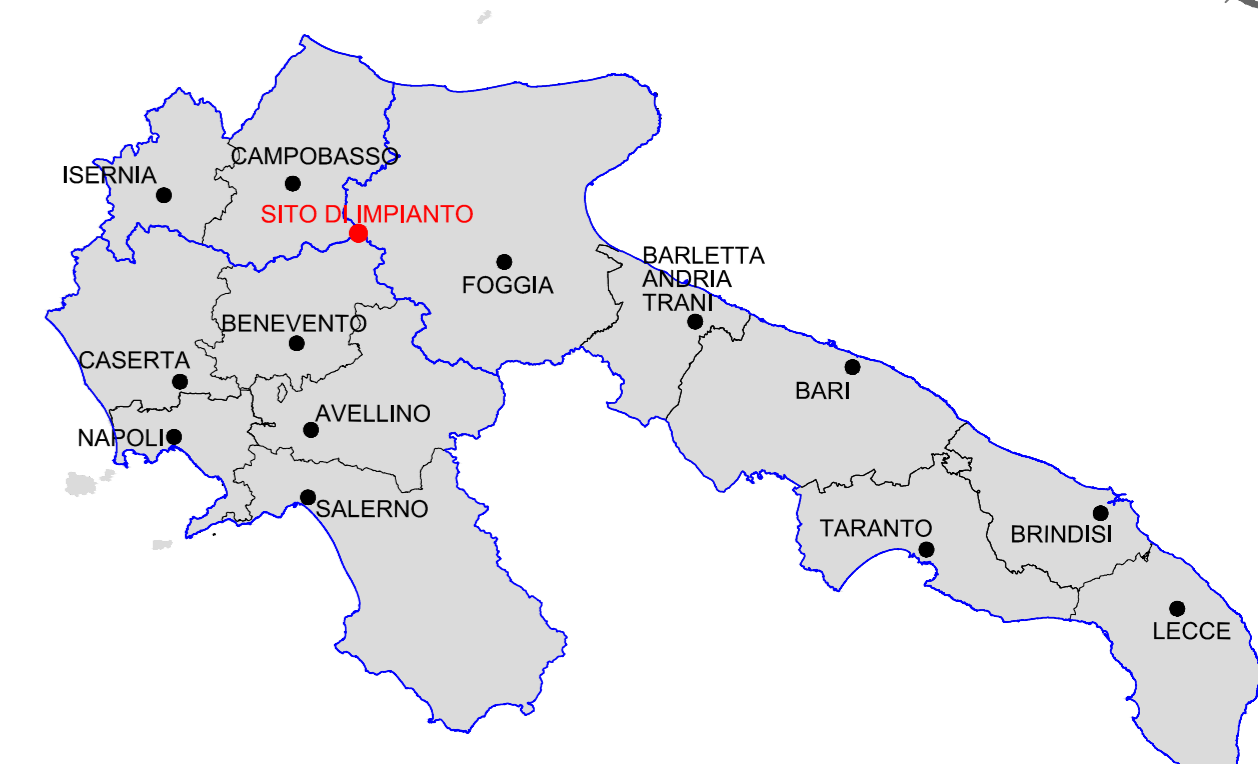 CAMPOBASSO
ISERNIA
SITO DI IMPIANTO
BARLETTA
ANDRIA
TRANI
FOGGIA
BENEVENTO
CASERTA
BARI
AVELLINO
NAPOLI
SALERNO
TARANTO
BRINDISI
LECCE